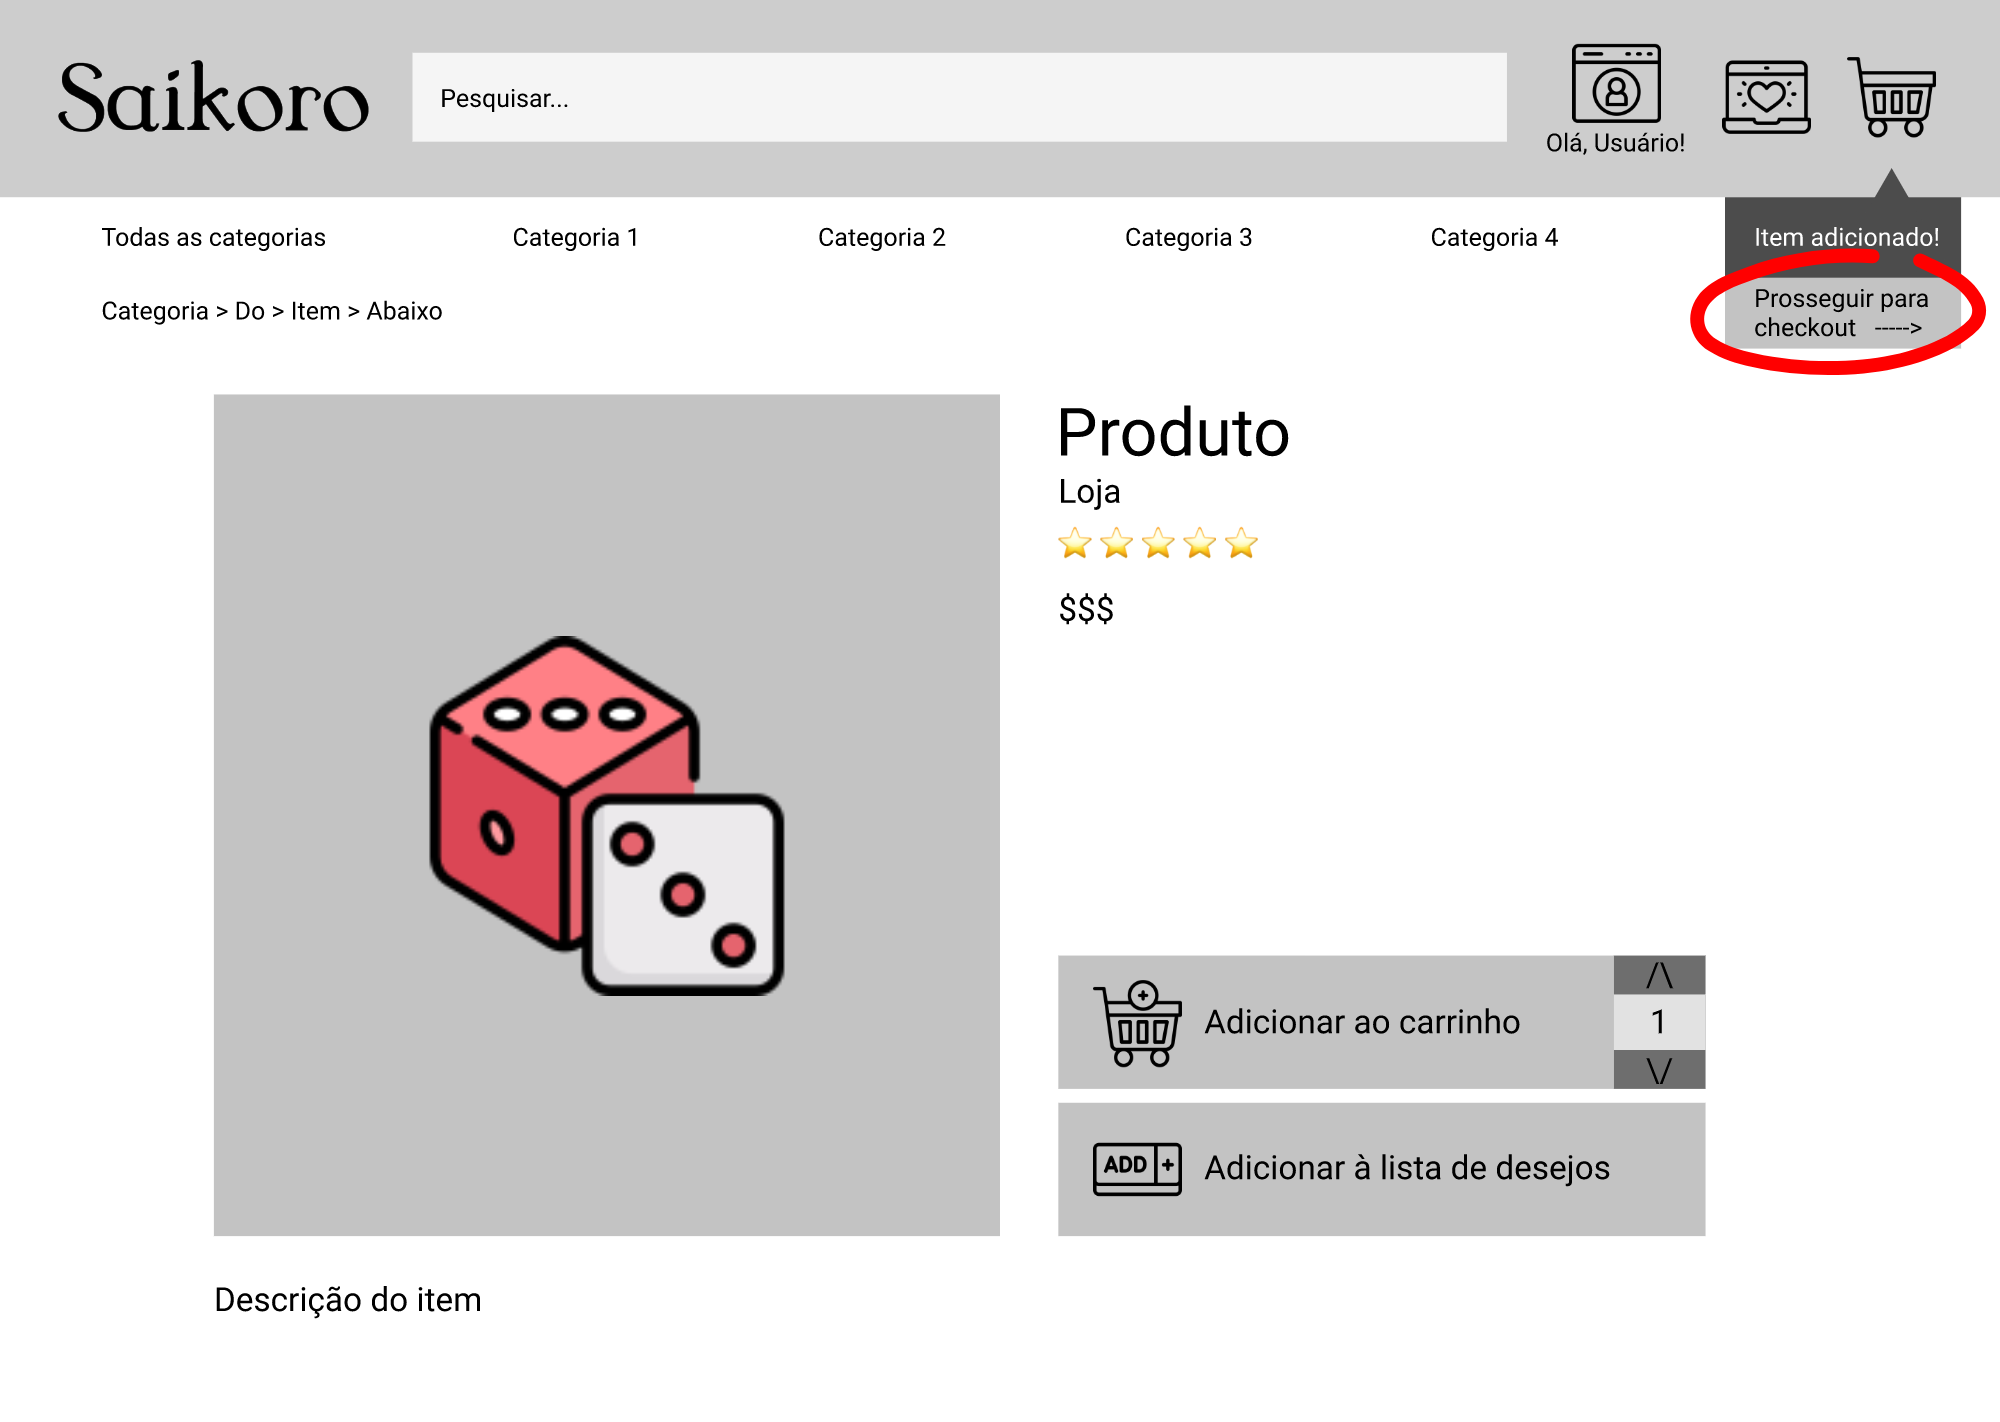 Saikoro
Pesquisar...
Olá, Usuário!
Todas as categorias
Categoria 1
Categoria 2
Categoria 3
Categoria 4
Item adicionado!
Prosseguir para
checkout ----->
Categoria > Do > Item > Abaixo
Produto
Loja
$$$
/\
Adicionar ao carrinho
1
\/
ADD +
Adicionar à lista de desejos
Descrição do item